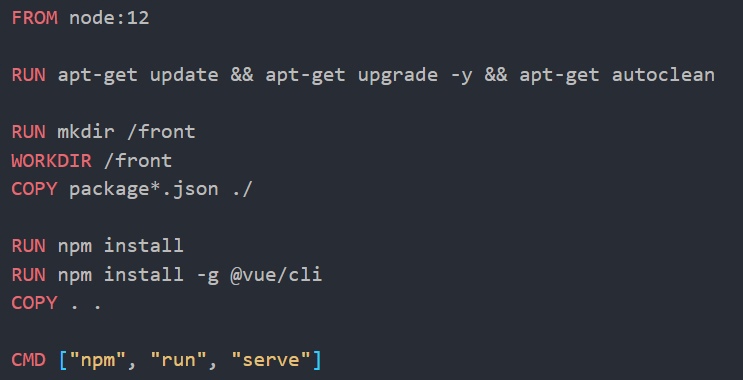 FROM node:12
RUN apt-get update && apt-get upgrade -y && apt-get autoclean
RUN mkdir /front
WORKDIR /front
COPY package*.json ./
RUN npm install
RUN npm install -g @vue/cli
COPY . .
CMD ["npm", "run", "serve"]